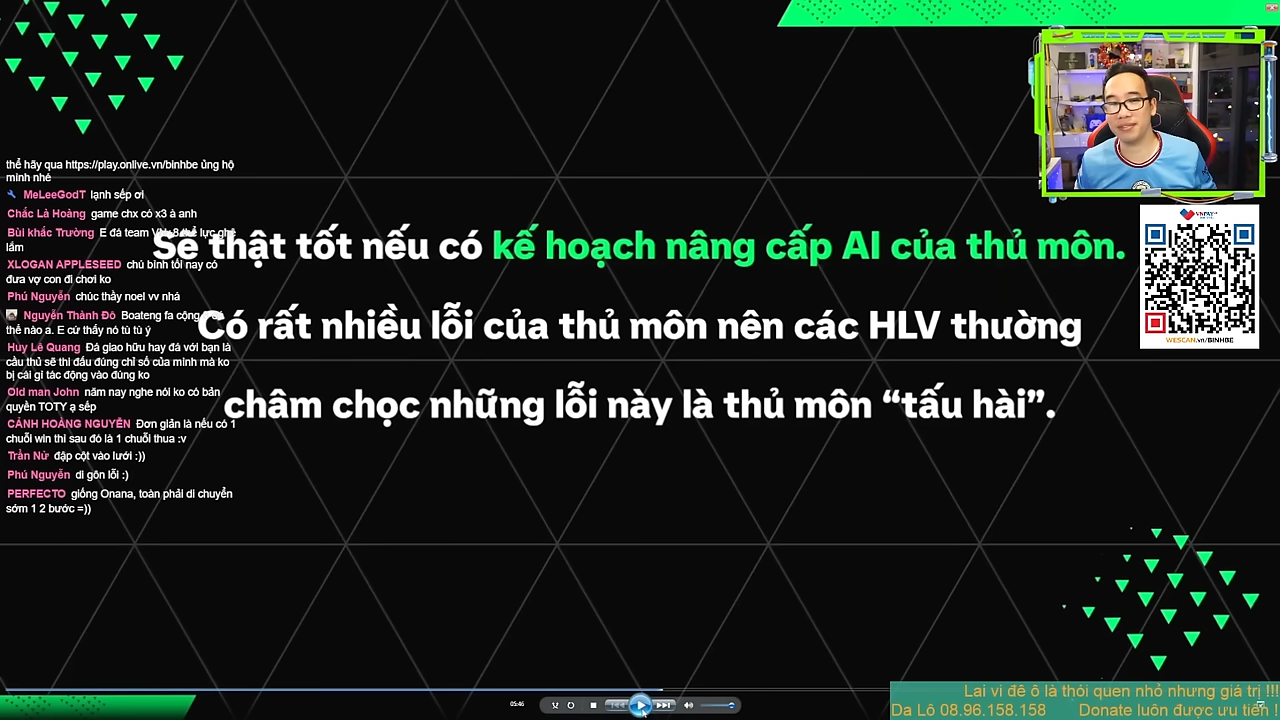 thể hãy qua https://play.onlive.vn/binhbe ủng hộ
mình nhé
MeLeeGodT lạnh sếp ơi
Chấc Là Hoàng game chx có x3 à anh
Bùi khắc Trường E đá team
lắm
XLOGAN APPLESEED chú bình tối nay có
đưa vợ con đi chơi ko
Phú Nguyễn chúc thầy noel vv nhá
Nguyễn Thành Đô Boateng fa cộng
thế nào a. E cứ thấy nó tù tù ý
Huy Lê Quang Đá giao hữu hay đá với bạn là
cầu thủ sẽ thi đấu đúng chỉ số của mình mà ko
bị cái gì tác động vào đúng ko
Old man John năm nay nghe nói ko có bản
quyền TOTY ạ sếp
CẢNH HOÀNG NGUYỄN Đơn giản là nếu có 1
chuỗi win thì sau đó là 1 chuỗi thua :v
Trần Nử đập cột vào lưới :))
Phú Nguyễn di gôn lỗi :)
PERFECTO giống Onana, toàn phải di chuyển
sớm 1 2 bước =))
Sẽ thật tốt nếu có kế hoạch nâng cấp AI của thủ môn.
Có rất nhiều lỗi của thủ môn nên các HLV thường
châm chọc những lỗi này là thủ môn “tấu hài”.
VNPAY
WESCAN.vn/BINHBE
05:46
Lai vi đê ô là thói quen nhỏ nhưng giá trị !!!
Da Lô 08.96.158.158 Donate luôn được ưu tiên !